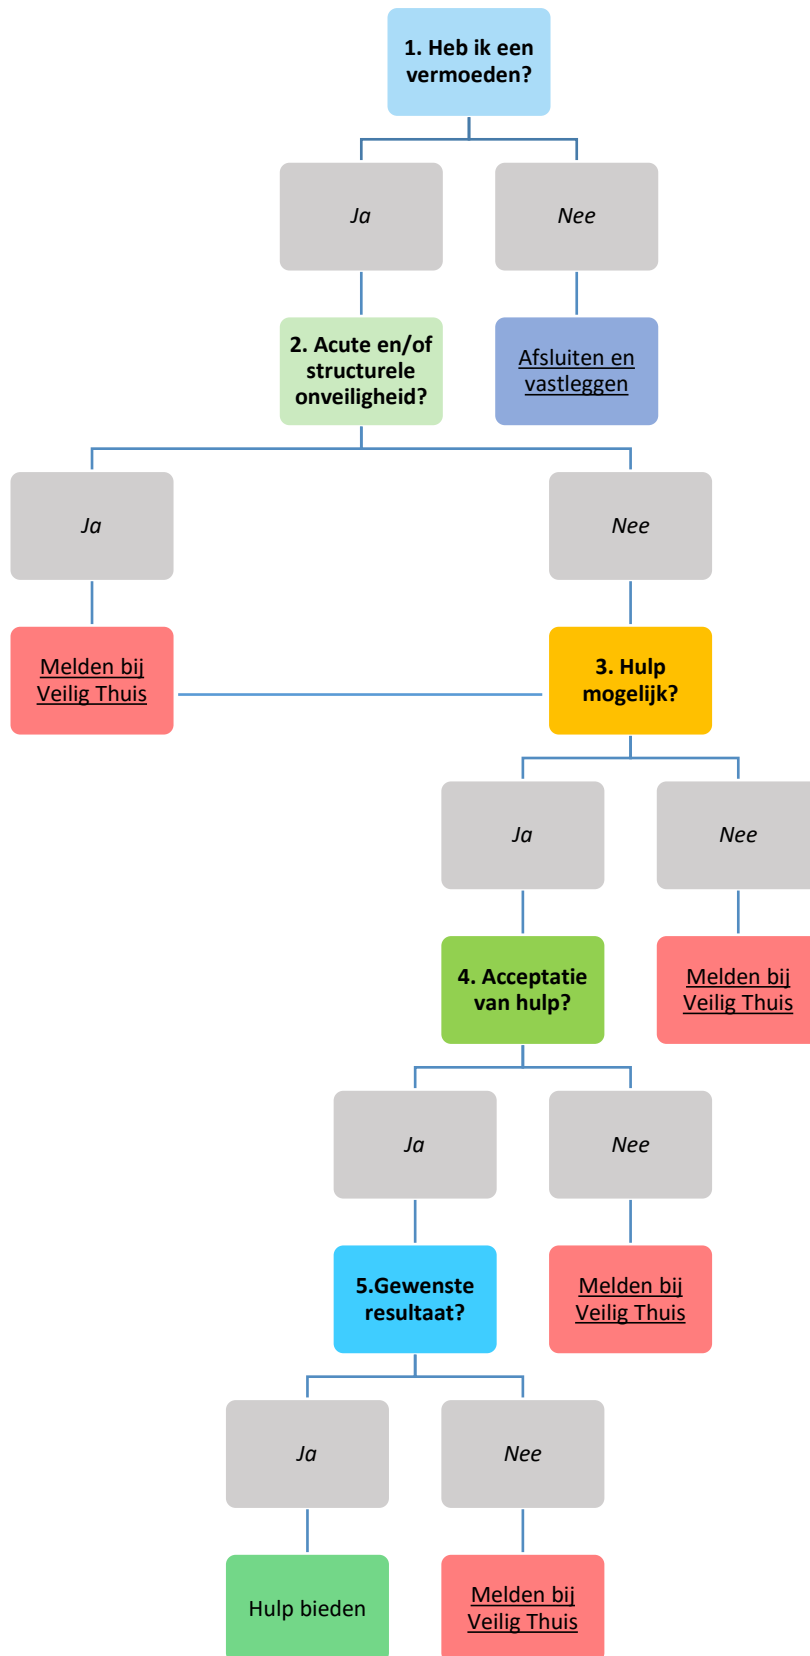 1. Heb ik een
vermoeden?
Ja
Nee
2. Acute en/of
structurele
onveiligheid?
Afsluiten en
vastleggen
Ja
Nee
Melden bij
Veilig Thuis
3. Hulp
mogelijk?
Ja
Nee
4. Acceptatie
van hulp?
Melden bij
Veilig Thuis
Ja
Nee
5.Gewenste
resultaat?
Melden bij
Veilig Thuis
Ja
Nee
Hulp bieden
Melden bij
Veilig Thuis